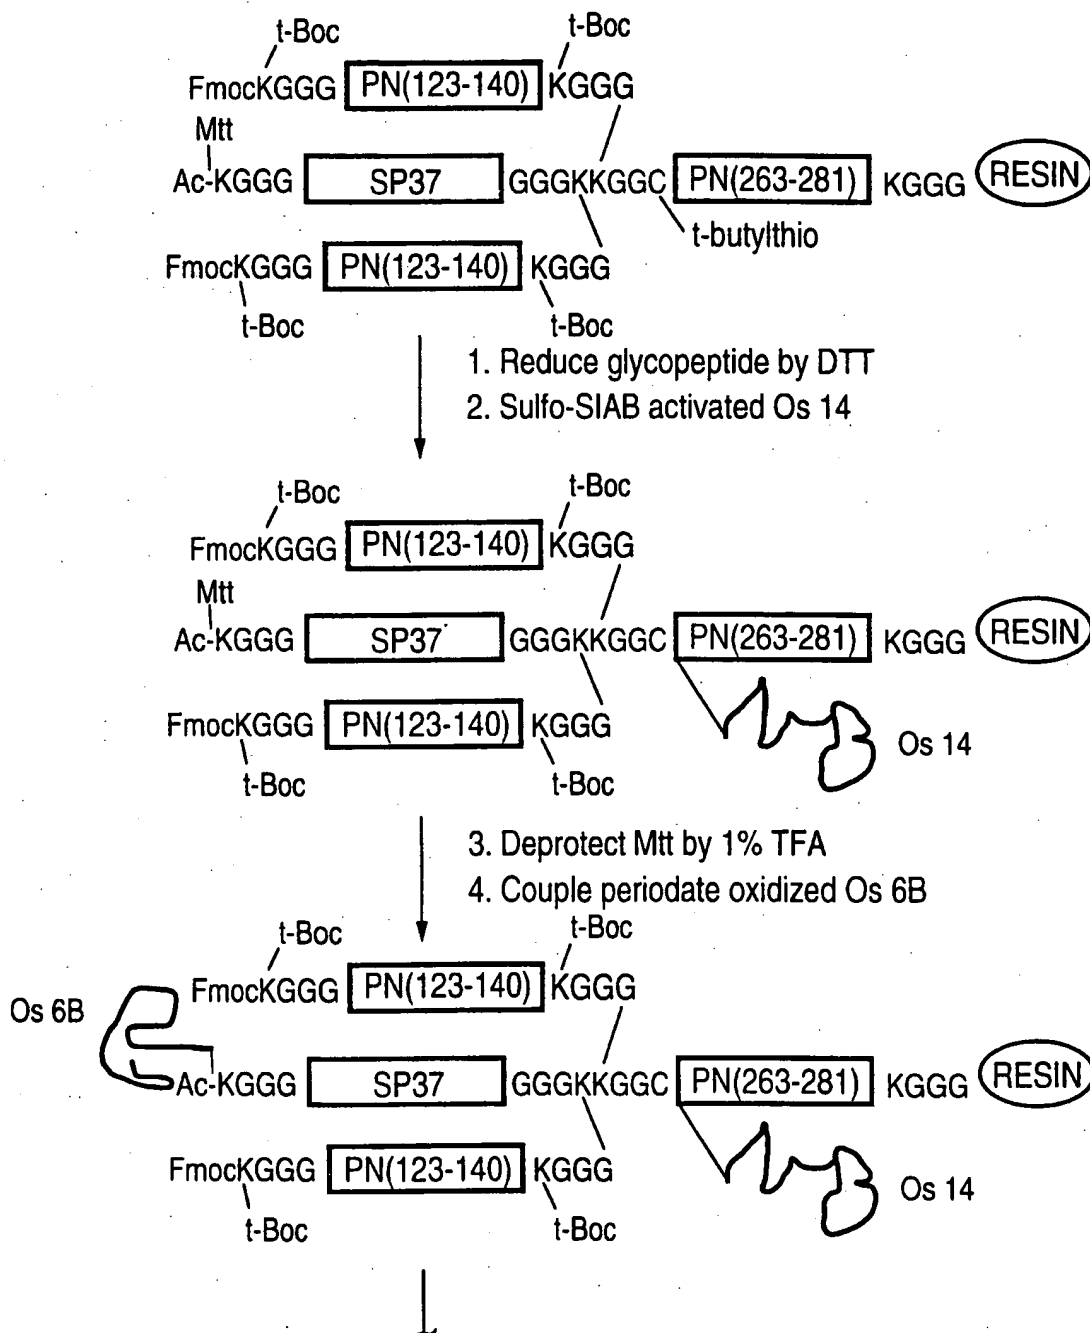 t-Boc t-Boc
FmocKGGG PN(123-140) KGGG
Mtt
Ac-KGGG SP37 GGGKKGGC PN(263-281) KGGG RESIN
t-butylthio
FmocKGGG PN(123-140) KGGG
t-Boc t-Boc
1. Reduce glycopeptide by DTT
2. Sulfo-SIAB activated Os 14
t-Boc t-Boc
FmocKGGG PN(123-140) KGGG
Mtt
Ac-KGGG SP37 GGGKKGGC PN(263-281) KGGG RESIN
FmocKGGG PN(123-140) KGGG
Os 14
t-Boc t-Boc
3. Deprotect Mtt by 1% TFA
4. Couple periodate oxidized Os 6B
t-Boc t-Boc
FmocKGGG PN(123-140) KGGG
Os 6B
Ac-KGGG SP37 GGGKKGGC PN(263-281) KGGG RESIN
FmocKGGG PN(123-140) KGGG
Os 14
t-Boc t-Boc